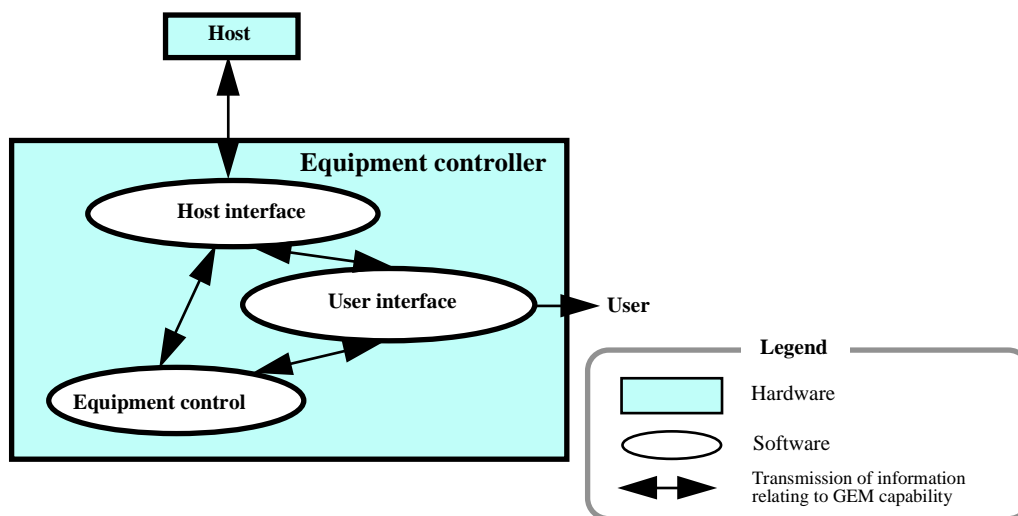 Host
Equipment controller
Host interface
User interface
User
Equipment control
Legend
Hardware
Software
Transmission of information
relating to GEM capability